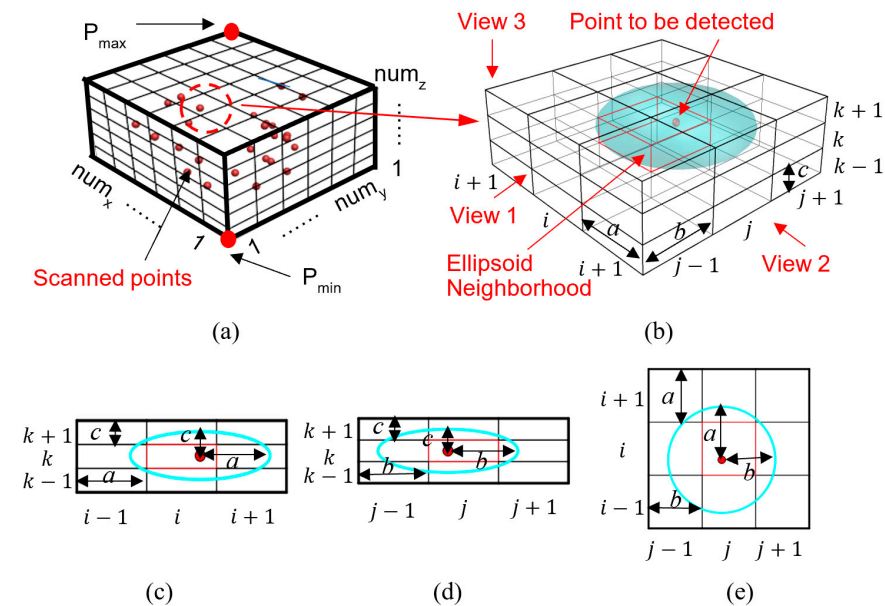 P_max
num_z
1
num_y
1
1
num_x
Scanned points
P_min
(a)
View 3
Point to be detected
k + 1
k
k − 1
c
j + 1
j
j − 1
b
a
i + 1
i
i + 1
View 1
View 2
Ellipsoid
Neighborhood
(b)
k + 1
k
k − 1
c
c
a
a
i − 1
i
i + 1
(c)
k + 1
k
k − 1
c
c
b
b
j − 1
j
j + 1
(d)
i + 1
i
i − 1
a
a
b
b
j − 1
j
j + 1
(e)